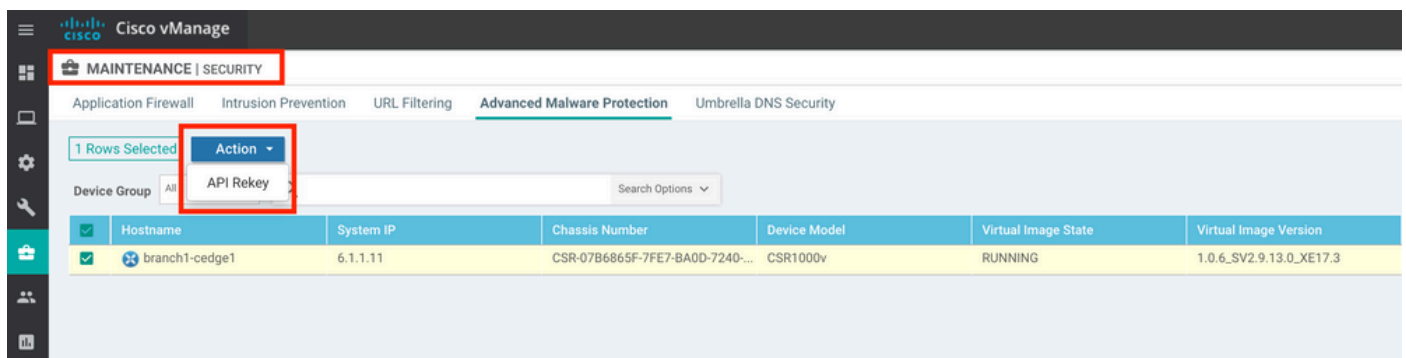 CISCO Cisco vManage
MAINTENANCE | SECURITY
Application Firewall Intrusion Prevention URL Filtering Advanced Malware Protection Umbrella DNS Security
1 Rows Selected Action
API Rekey
Device Group All Search Options
Hostname System IP Chassis Number Device Model Virtual Image State Virtual Image Version
branch1-cedge1 6.1.1.11 CSR-07B6865F-7FE7-BA0D-7240-... CSR1000v RUNNING 1.0.6_SV2.9.13.0_XE17.3